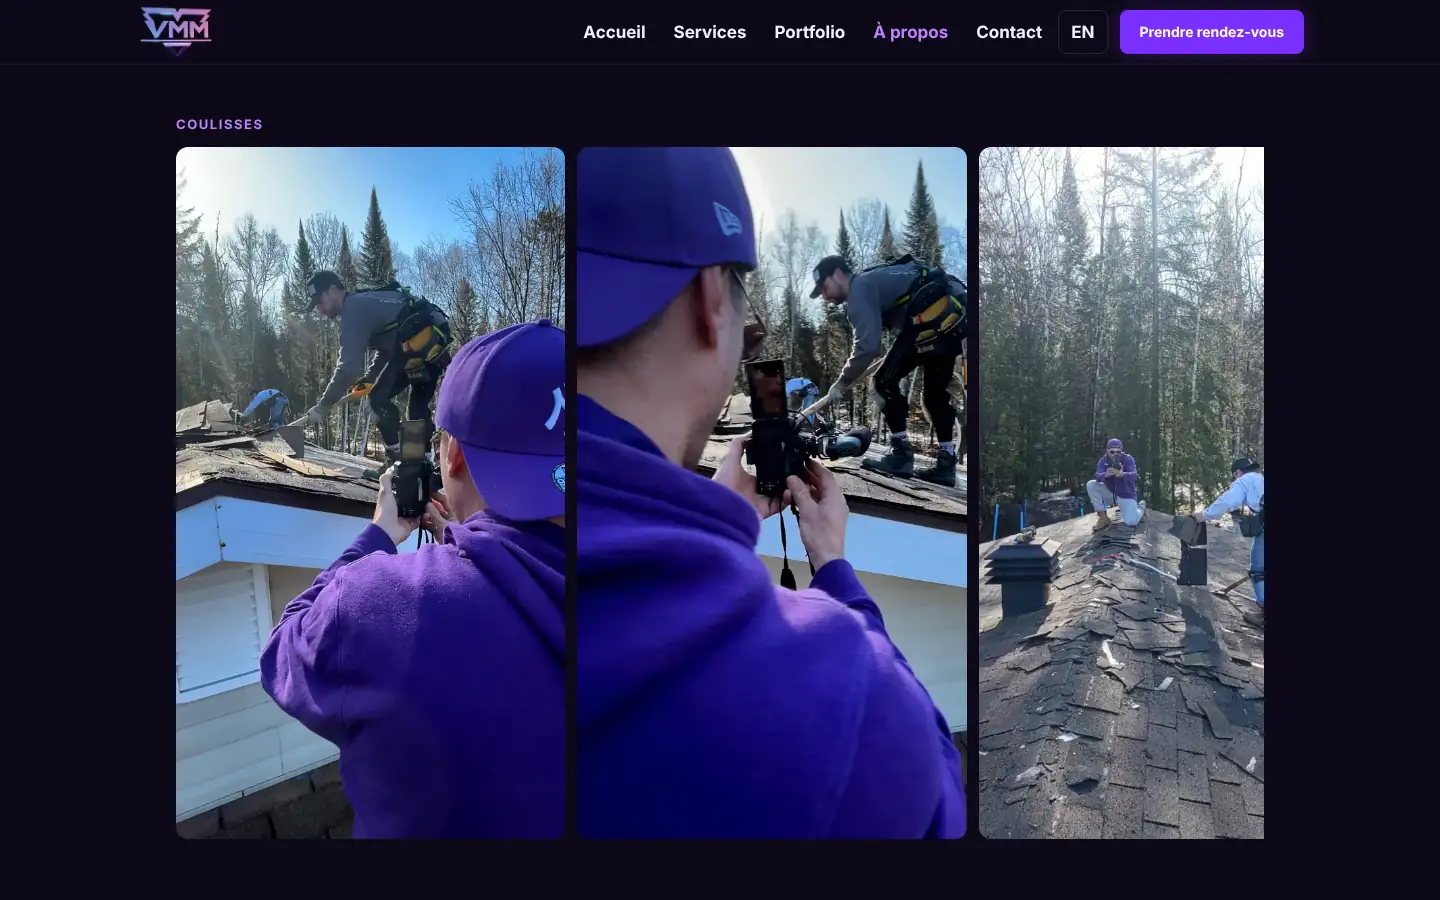 VMM
Accueil
Services
Portfolio
À propos
Contact
EN
Prendre rendez-vous
COULISSES